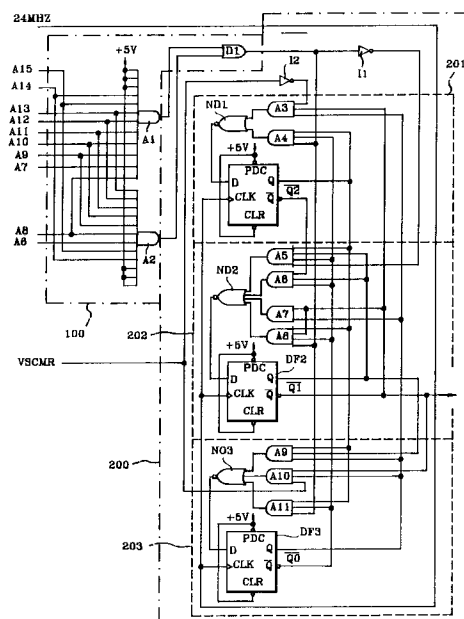 24MHZ
+5V
D1
I1
I2
201
A15
A14
A13
A12
A11
A10
A9
A7
A1
A8
A6
A2
100
ND1
A3
A4
+5V
PDC
D
Q
CLK
Q
Q2
CLR
ND2
A5
A6
A7
A8
202
+5V
PDC
DF2
D
Q
CLK
Q
Q1
CLR
VSCMR
200
NO3
A9
A10
A11
203
+5V
PDC
DF3
D
Q
CLK
Q
Q0
CLR